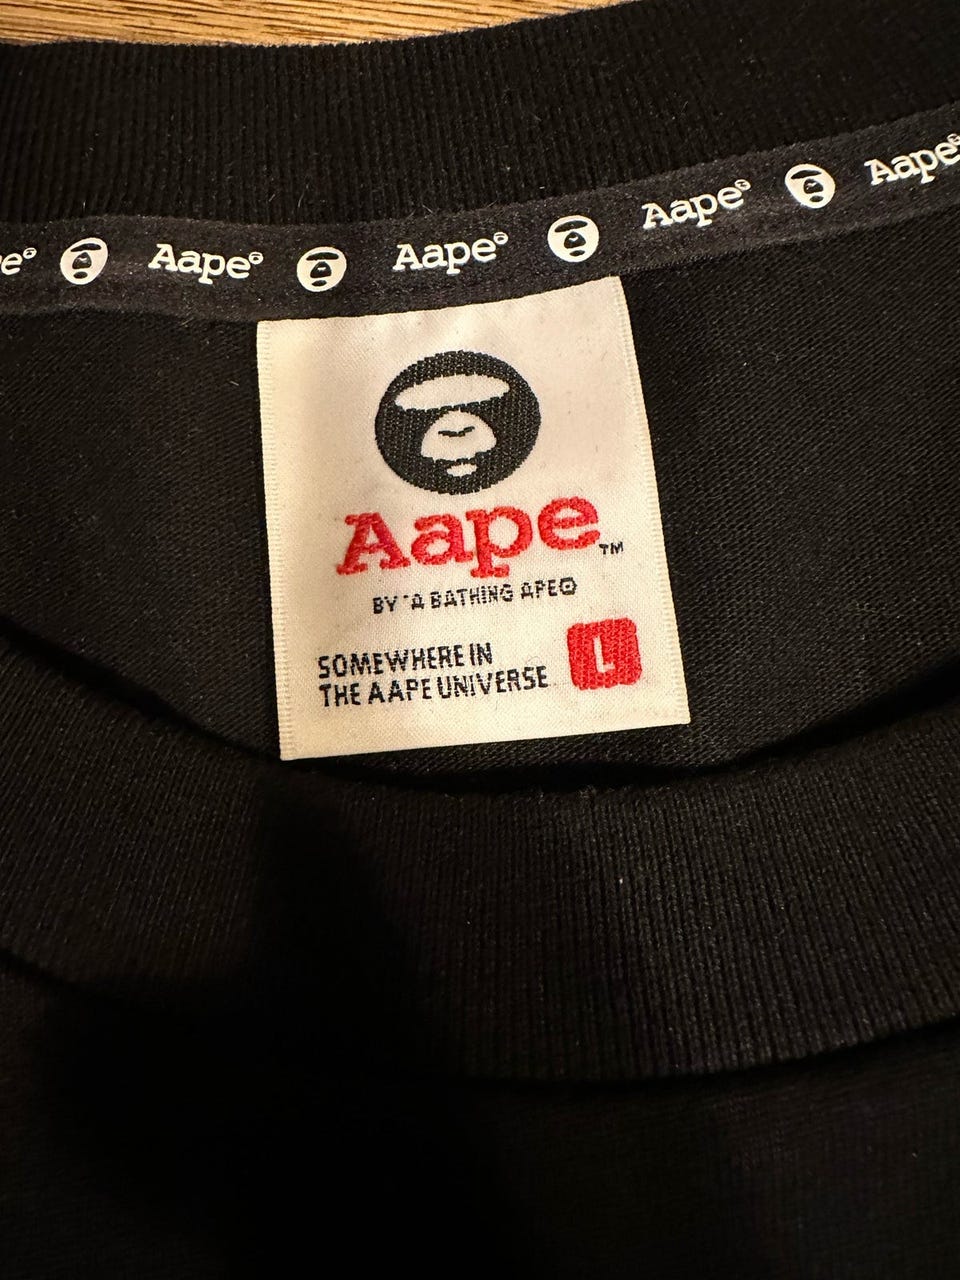 Aape®
Aape®
Aape®
Aape
Aape™
BY *A BATHING APE®
SOMEWHERE IN
THE AAPE UNIVERSE
L